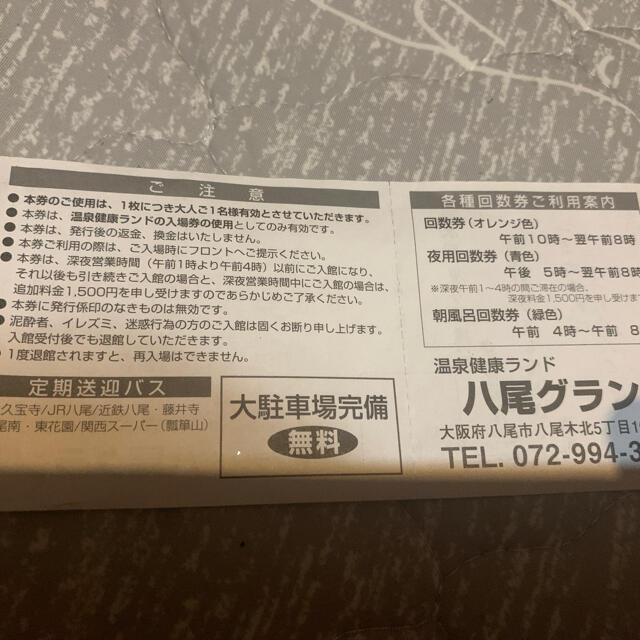 ご注意
● 本券のご使用は、1枚につき大人ご1名様有効とさせていただきます。
● 本券は、温泉健康ランドの入場券の使用としてのみ有効です。
● 本券は、発行後の返金、換金はいたしません。
● 本券ご利用の際は、ご入場時にフロントへご提示ください。
● 本券は、深夜営業時間（午前1時より午前4時）以前にご入館になり、
それ以後も引き続きご入館の場合と、深夜営業時間中にご入館の場合は、
追加料金1,500円を申し受けますのであらかじめご了承ください。
● 本券に発行係印のなきものは無効です。
● 泥酔者、イレズミ、迷惑行為の方のご入館は固くお断り申し上げます。
入館受付後でも退館していただきます。
1度退館されますと、再入場はできません。
定期送迎バス
久宝寺/JR八尾/近鉄八尾・藤井寺
尾南・東花園/関西スーパー（瓢箪山）
大駐車場完備
無料
各種回数券ご利用案内
回数券（オレンジ色）
午前10時～翌午前8
夜用回数券（青色）
午後 5時～翌午前8時
※深夜午前1～4時の間ご滞在の場合、
深夜料金1,500円を申し受けます
朝風呂回数券（緑色）
午前 4時～午前 8
温泉健康ランド
八尾グラン
大阪府八尾市八尾木北5丁目1
TEL. 072-994-3